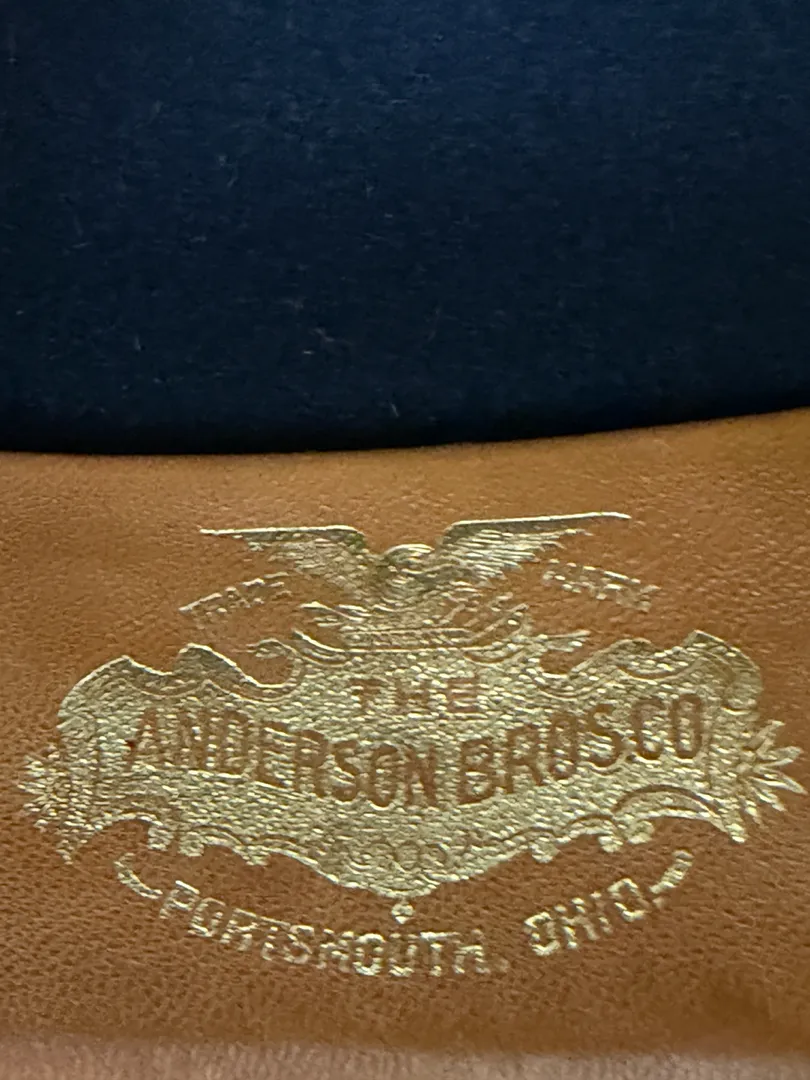 TRADE MARK
THE
ANDERSON BROS CO
PORTSMOUTH, OHIO.